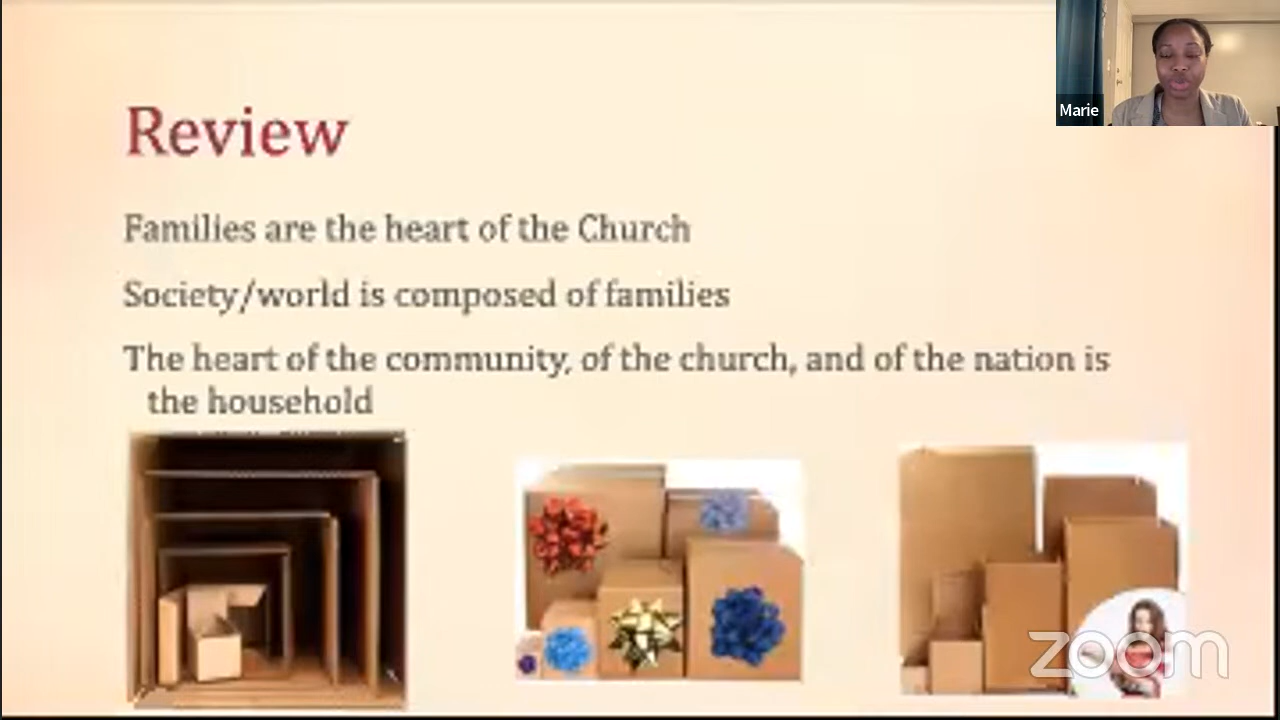 Marie
Review
Families are the heart of the Church
Society/world is composed of families
The heart of the community, of the church, and of the nation is
the household
zoom